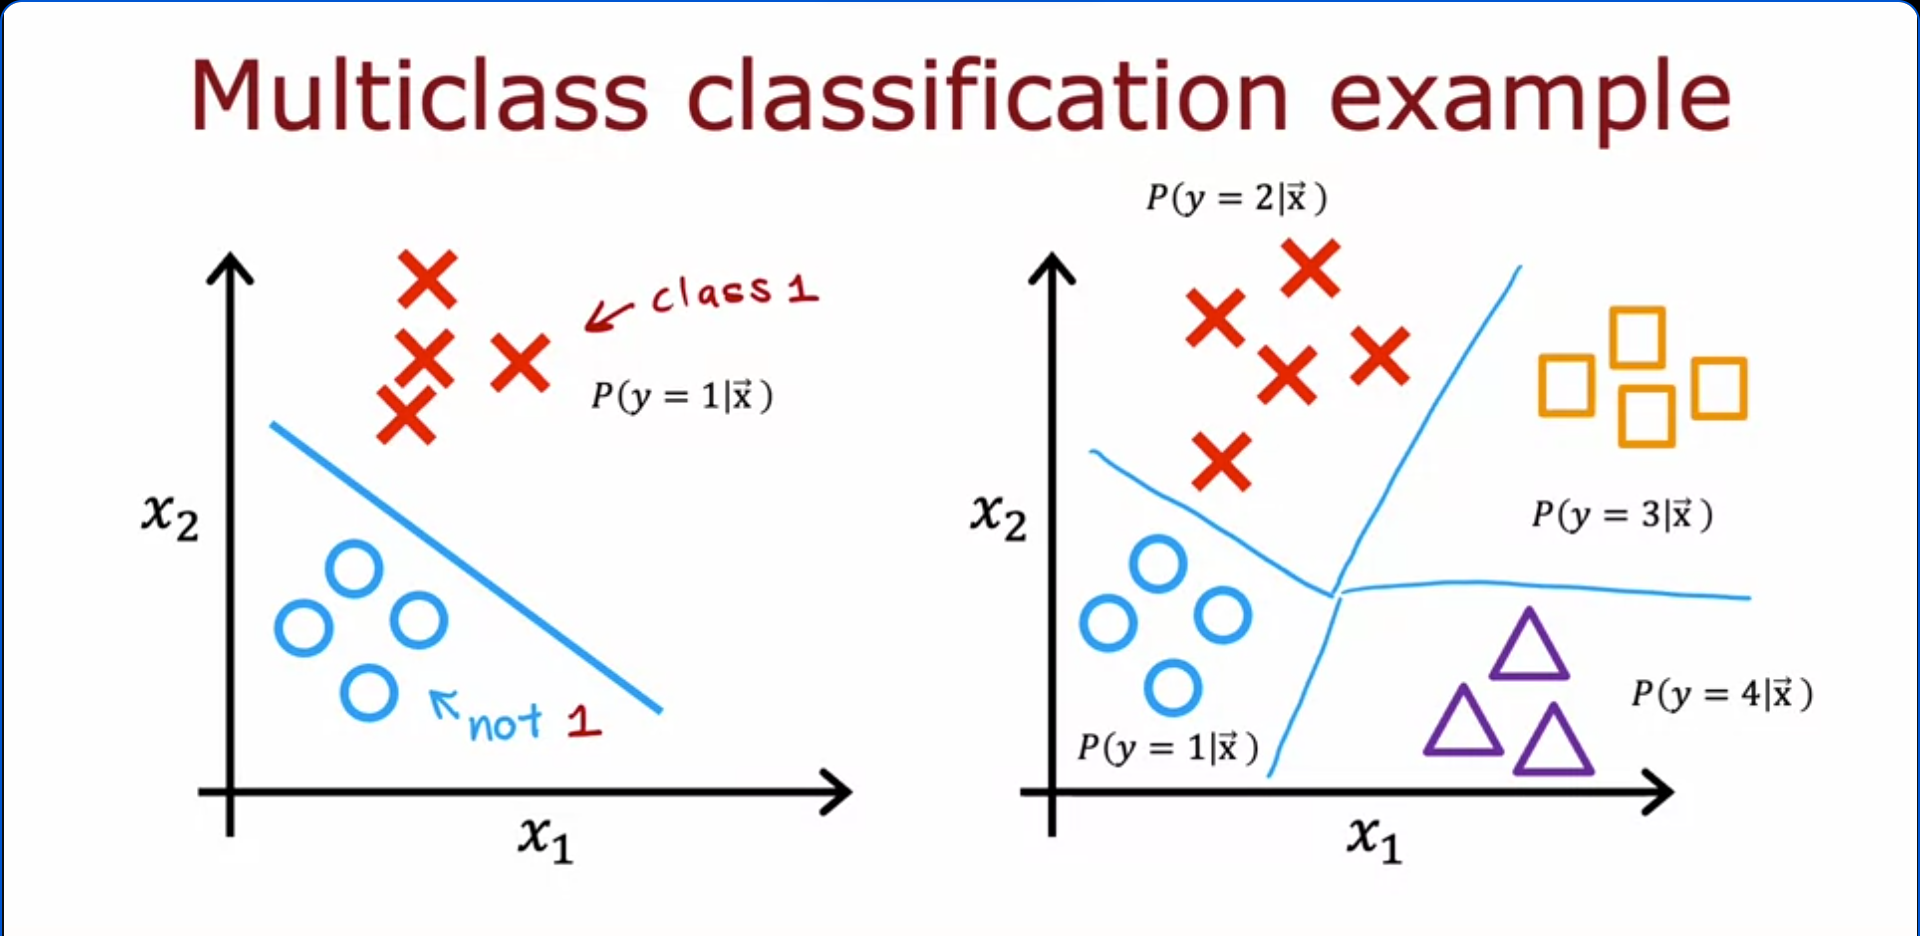 Multiclass classification example
class 1
P(y = 1|x⃗ )
x₂
not 1
x₁
P(y = 2|x⃗ )
x₂
P(y = 3|x⃗ )
P(y = 4|x⃗ )
P(y = 1|x⃗ )
x₁